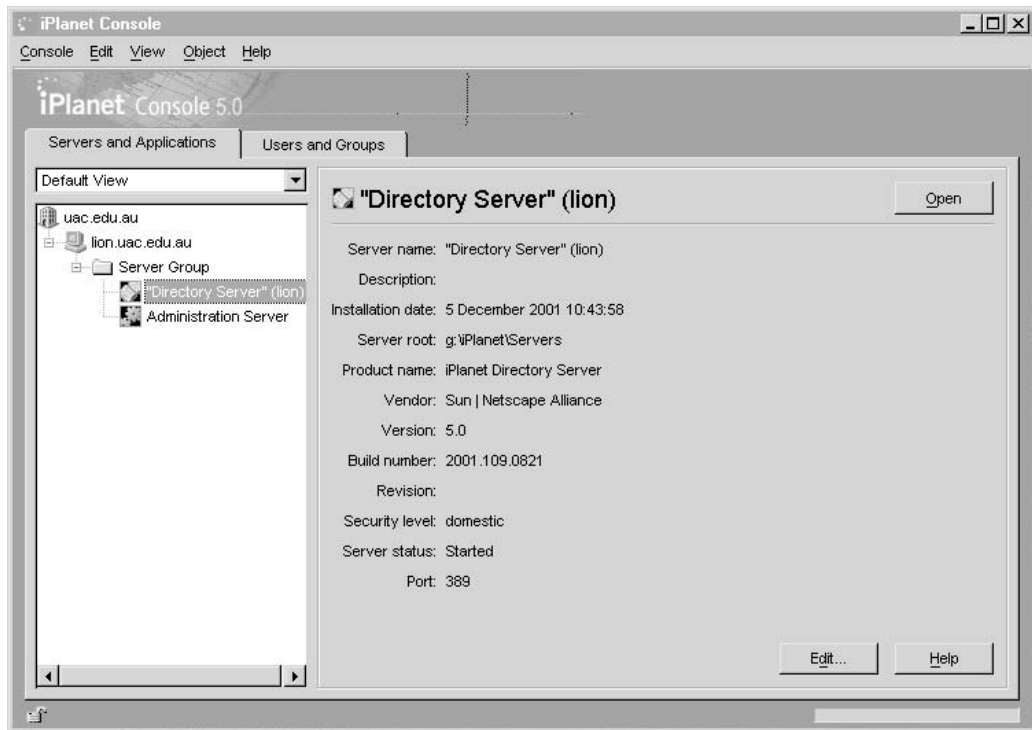 iPlanet Console
Console Edit View Object Help
iPlanet Console 5.0
Servers and Applications Users and Groups
Default View
uac.edu.au
lion.uac.edu.au
Server Group
"Directory Server" (lion)
Administration Server
"Directory Server" (lion) Open
Server name: "Directory Server" (lion)
Description:
Installation date: 5 December 2001 10:43:58
Server root: g:\iPlanet\Servers
Product name: iPlanet Directory Server
Vendor: Sun | Netscape Alliance
Version: 5.0
Build number: 2001.109.0821
Revision:
Security level: domestic
Server status: Started
Port: 389
Edit... Help